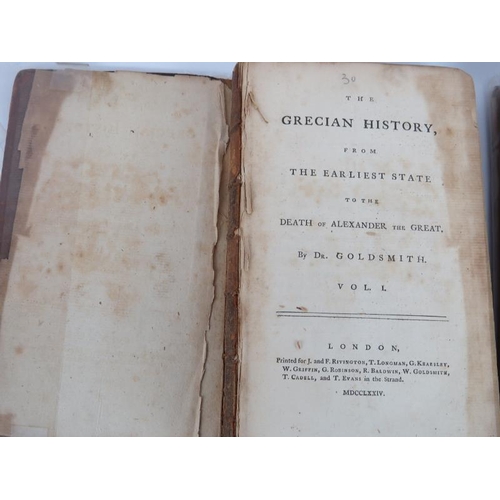 30
THE
GRECIAN HISTORY,
FROM
THE EARLIEST STATE
TO THE
DEATH OF ALEXANDER THE GREAT.
By Dr. GOLDSMITH.
VOL. I.
LONDON,
Printed for J. and F. Rivington, T. Longman, G. Kearsley,
W. Griffin, G. Robinson, R. Baldwin, W. Goldsmith,
T. Cadell, and T. Evans in the Strand.
MDCCLXXIV.